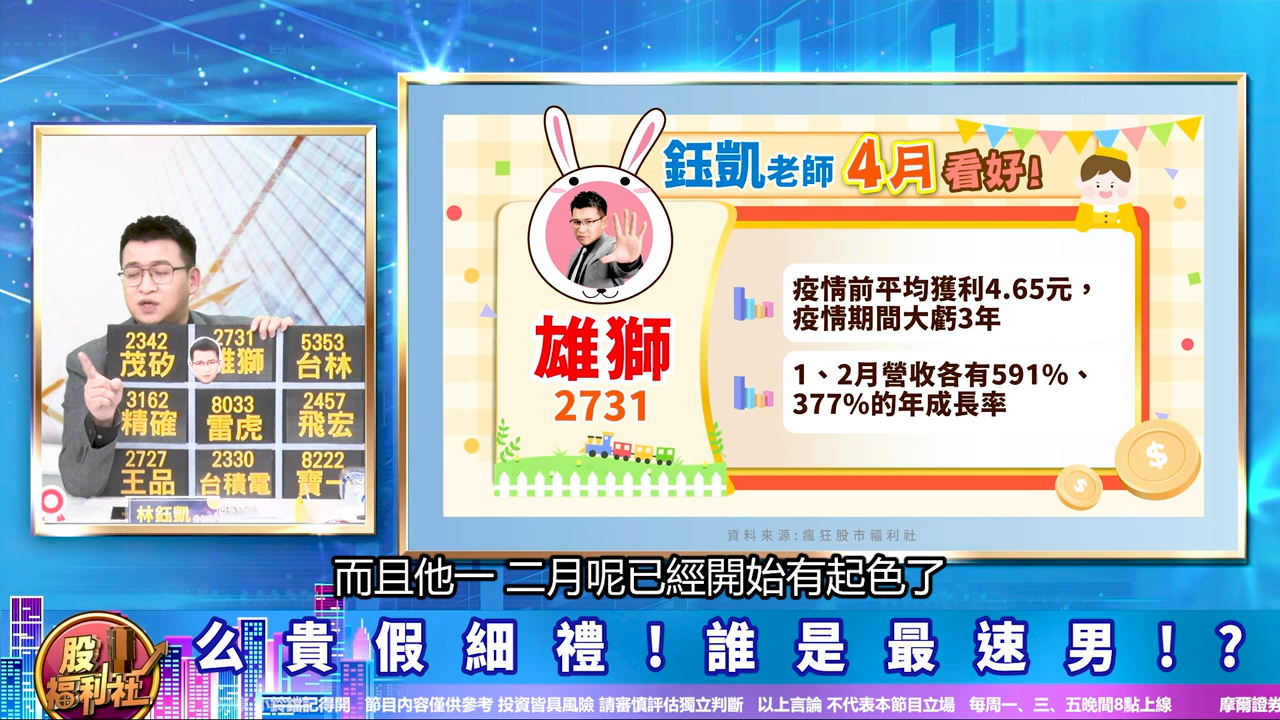 鈺凱老師 4月 看好!
雄獅
2731
疫情前平均獲利4.65元，
疫情期間大虧3年
1、2月營收各有591%、
377%的年成長率
資料來源:瘋狂股市福利社
2342
茂矽
2731
雄獅
5353
台林
3162
精確
8033
雷虎
2457
飛宏
2727
王品
2330
台積電
8222
寶一
林鈺凱
而且他一 二月呢已經開始有起色了
股
福利社
么貴假細禮!誰是最速男!?
記得開 節目內容僅供參考 投資皆具風險 請審慎評估獨立判斷 以上言論 不代表本節目立場 每周一、三、五晚間8點上線 摩爾證券